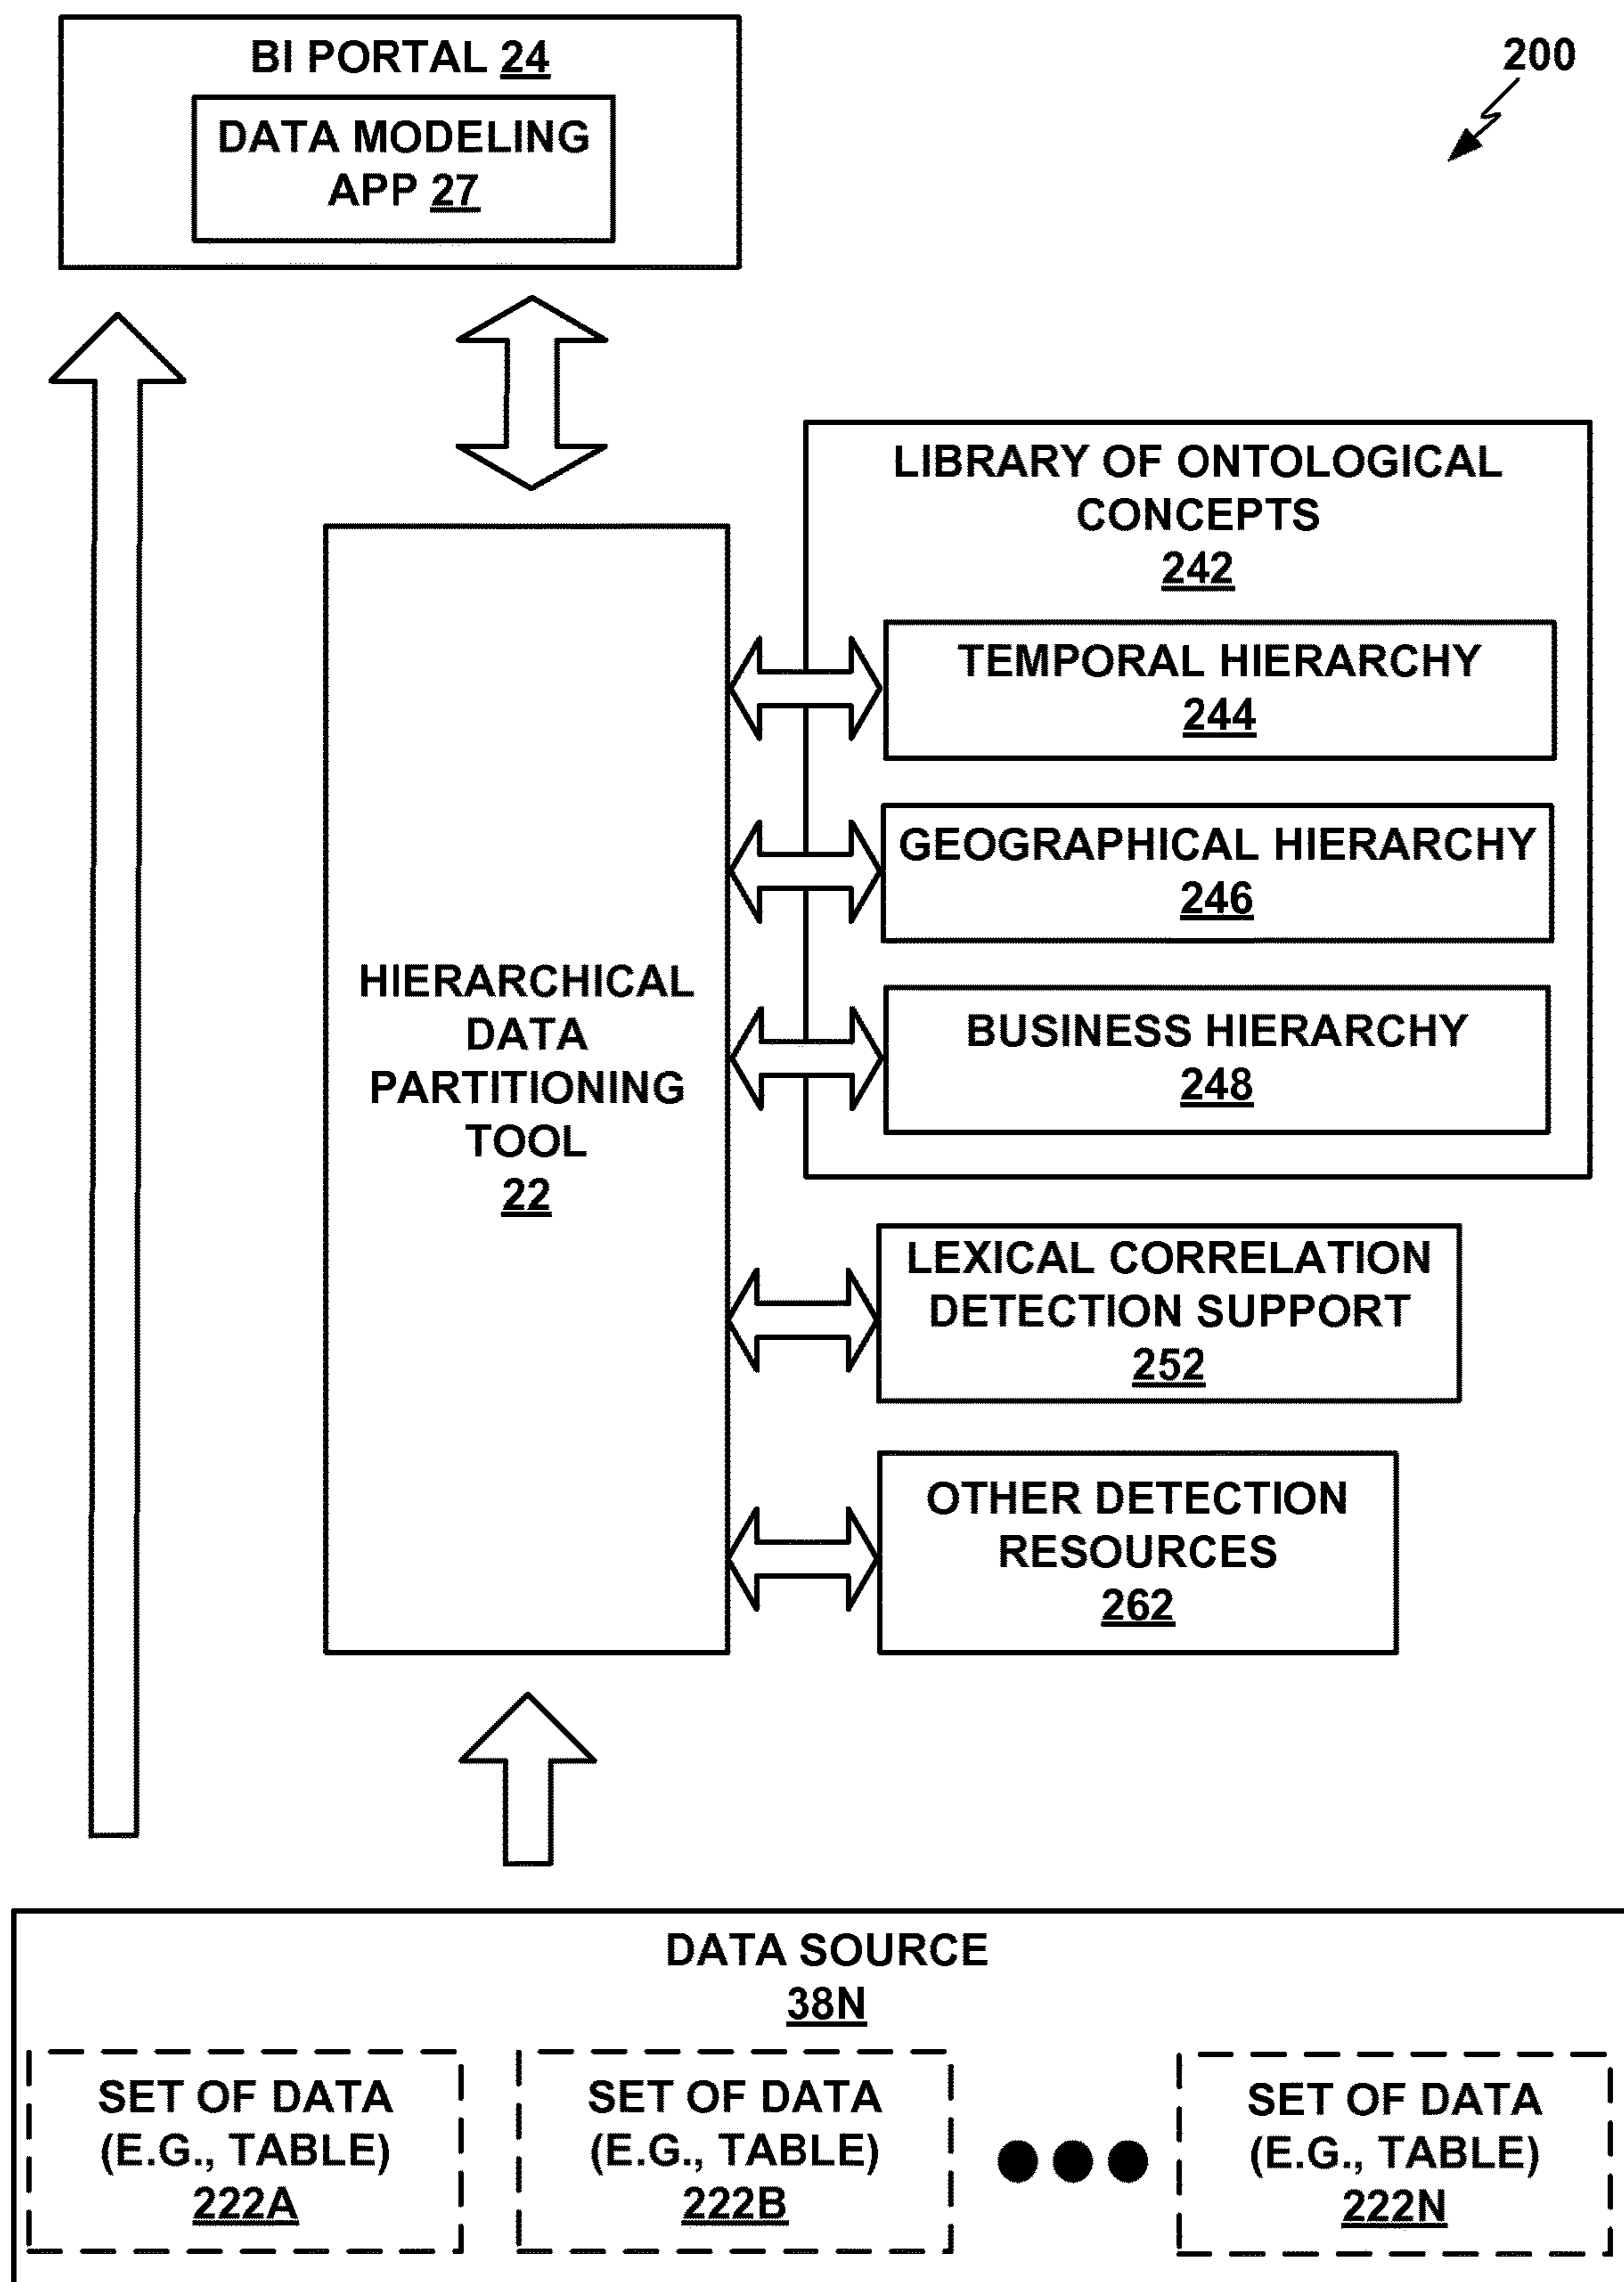 BI PORTAL 24
200
DATA MODELING
APP 27
LIBRARY OF ONTOLOGICAL
CONCEPTS
242
TEMPORAL HIERARCHY
244
GEOGRAPHICAL HIERARCHY
246
BUSINESS HIERARCHY
248
HIERARCHICAL
DATA
PARTITIONING
TOOL
22
LEXICAL CORRELATION
DETECTION SUPPORT
252
OTHER DETECTION
RESOURCES
262
DATA SOURCE
38N
SET OF DATA
(E.G., TABLE)
222A
SET OF DATA
(E.G., TABLE)
222B
SET OF DATA
(E.G., TABLE)
222N